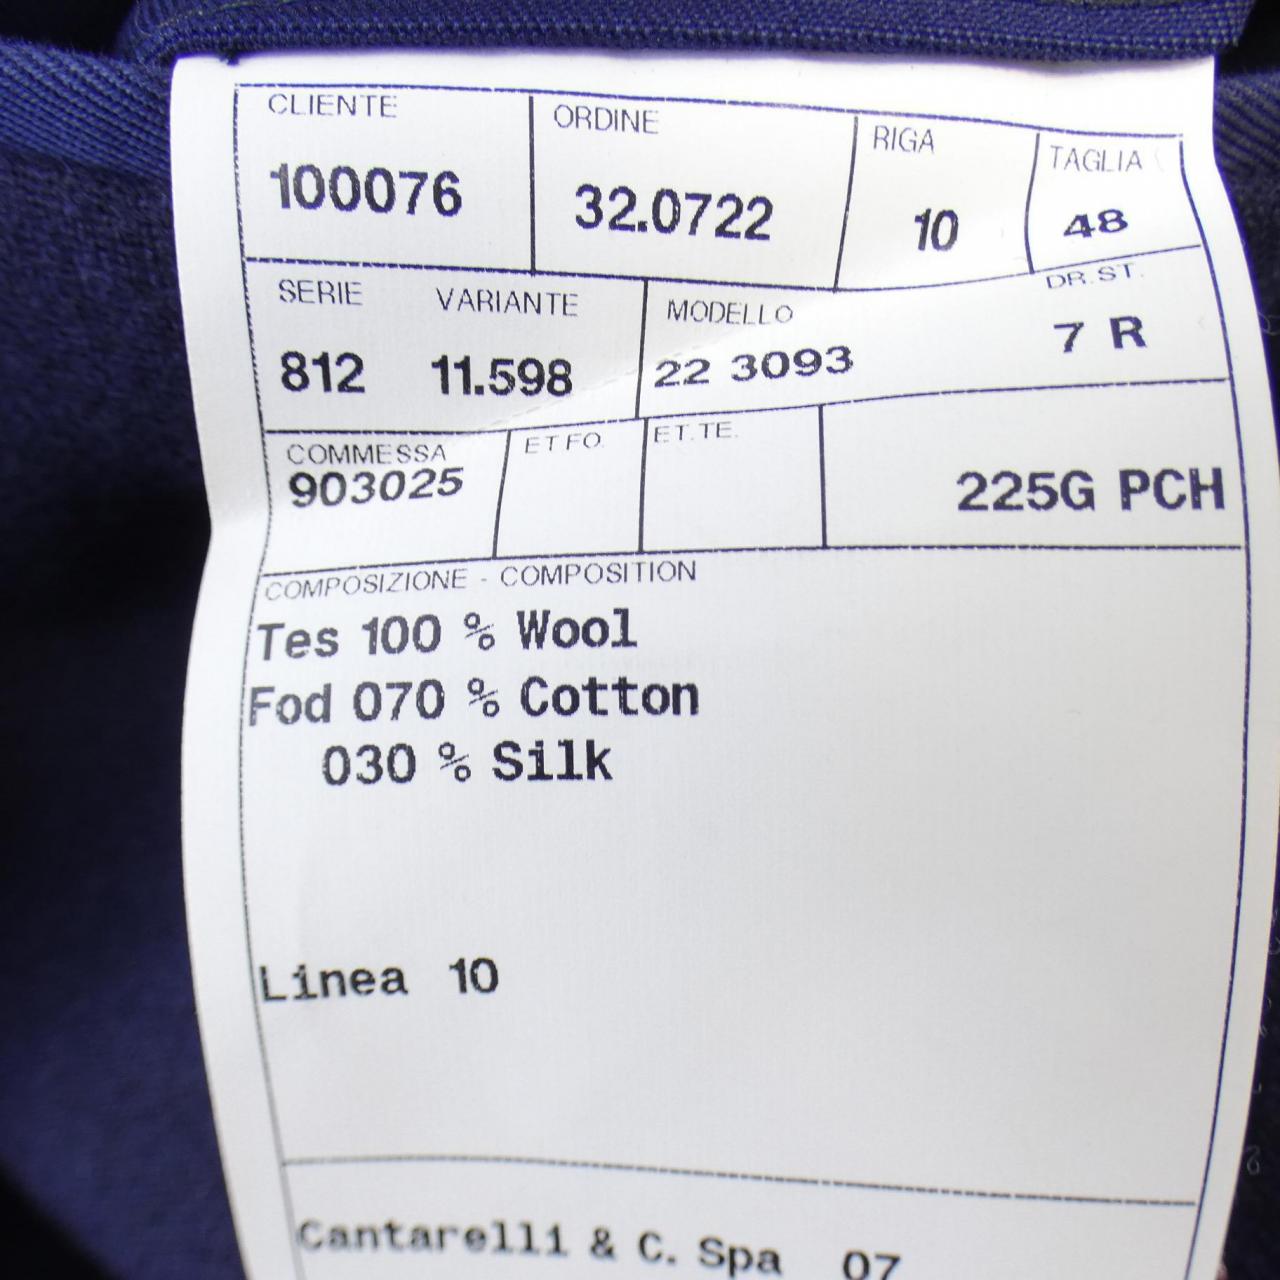 CLIENTE ORDINE RIGA TAGLIA
100076 32.0722 10 48
SERIE VARIANTE MODELLO DR.ST.
812 11.598 22 3093 7 R
COMMESSA ET FO. ET.TE.
903025 225G PCH
COMPOSIZIONE - COMPOSITION
Tes 100 % Wool
Fod 070 % Cotton
030 % Silk
Linea 10
Cantarelli & C. Spa 07